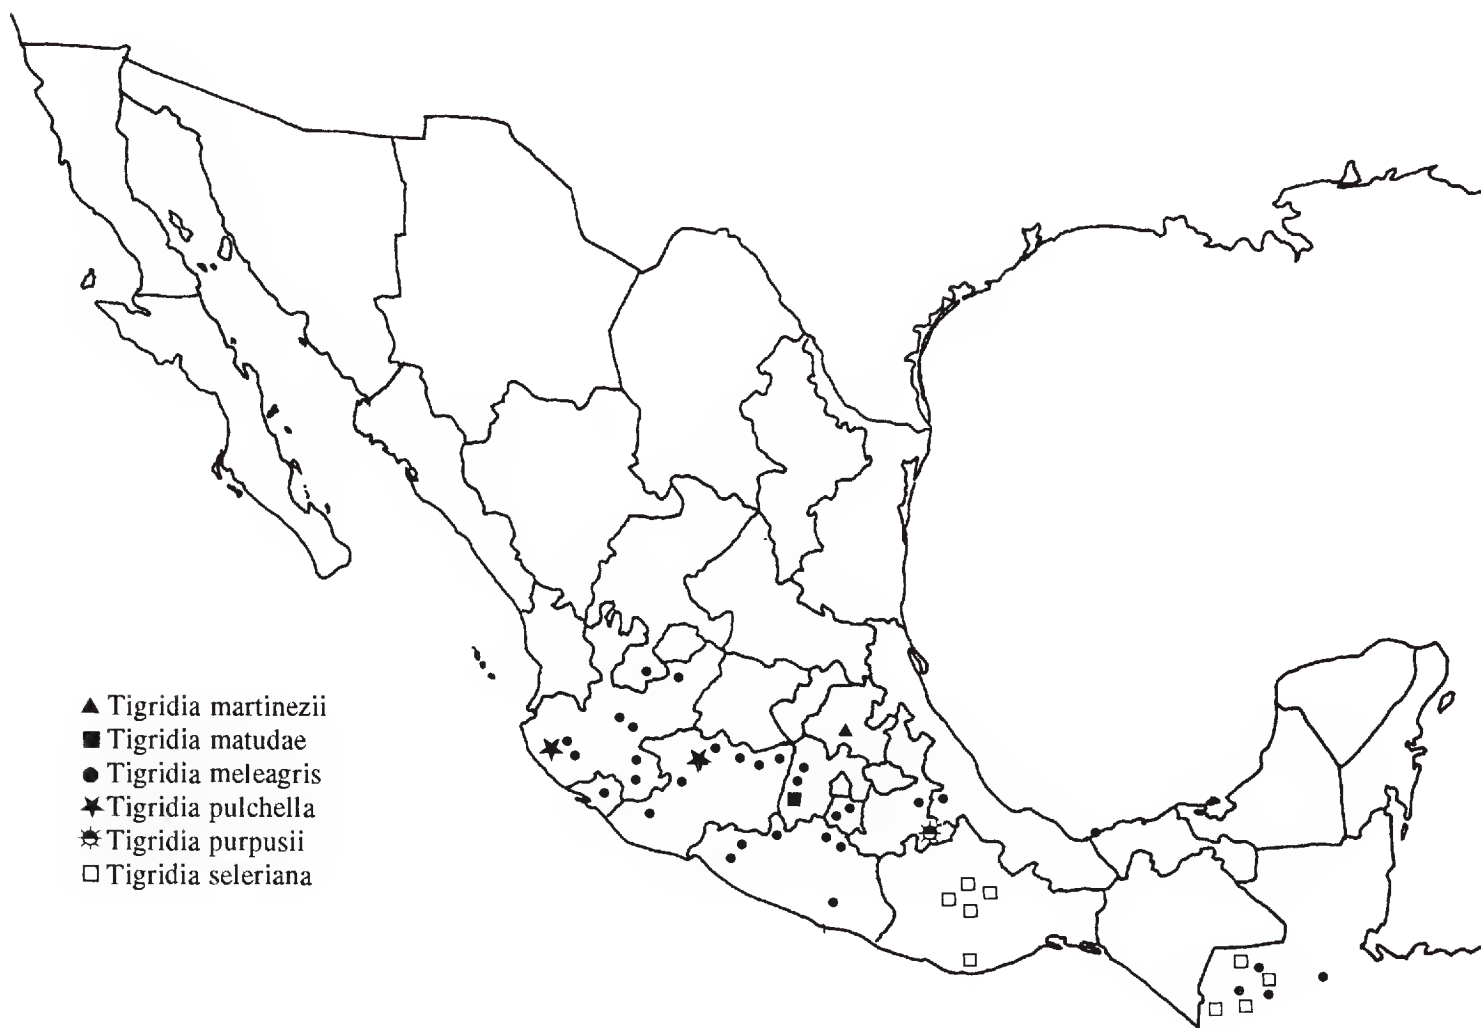 Tigridia martinezii
Tigridia matudae
Tigridia meleagris
Tigridia pulchella
Tigridia purpusii
Tigridia seleriana